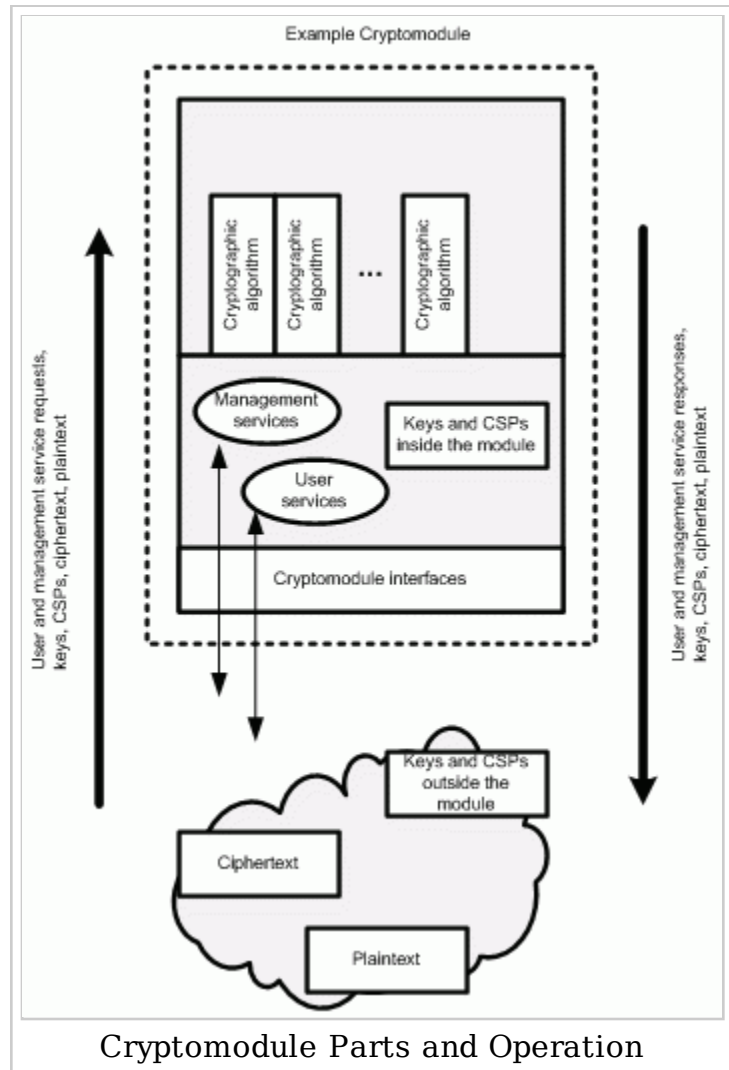 Example Cryptomodule
Cryptographic
algorithm
Cryptographic
algorithm
...
Cryptographic
algorithm
Management
services
Keys and CSPs
inside the module
User
services
Cryptomodule interfaces
User and management service requests,
keys, CSPs, ciphertext, plaintext
User and management service responses,
keys, CSPs, ciphertext, plaintext
Keys and CSPs
outside the
module
Ciphertext
Plaintext
Cryptomodule Parts and Operation